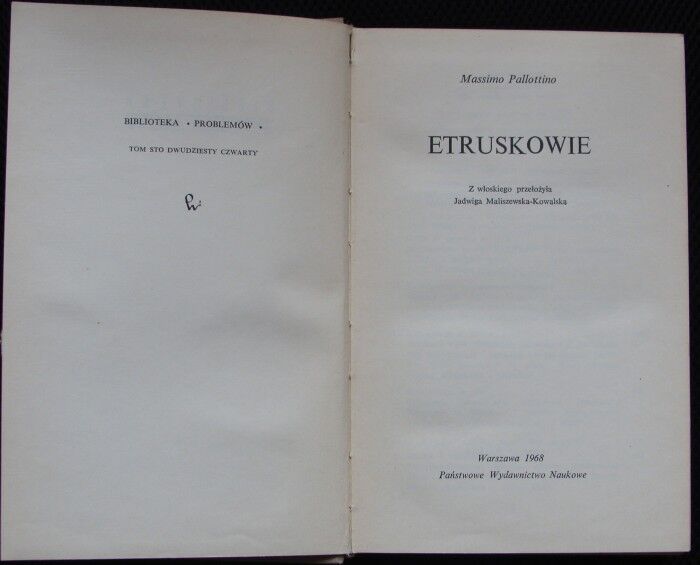 BIBLIOTEKA • PROBLEMÓW •
TOM STO DWUDZIESTY CZWARTY
Massimo Pallottino
ETRUSKOWIE
Z włoskiego przełożyła
Jadwiga Maliszewska-Kowalska
Warszawa 1968
Państwowe Wydawnictwo Naukowe